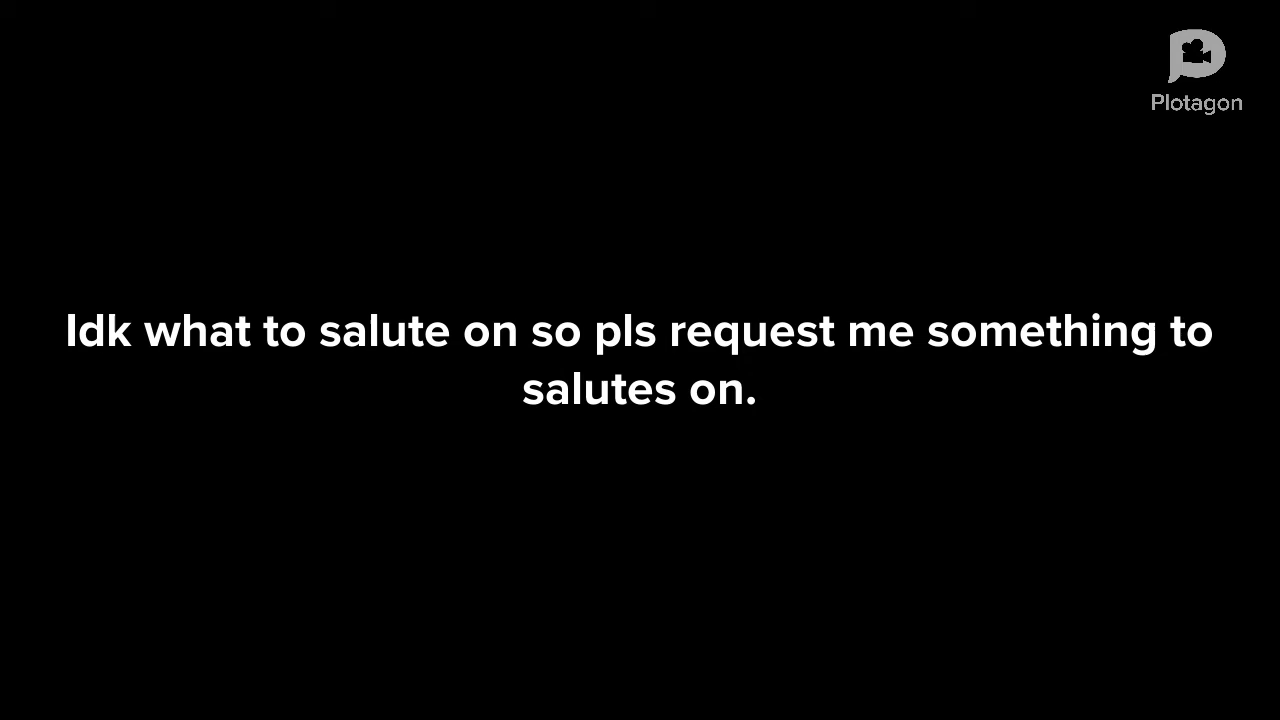 Plotagon
Idk what to salute on so pls request me something to
salutes on.